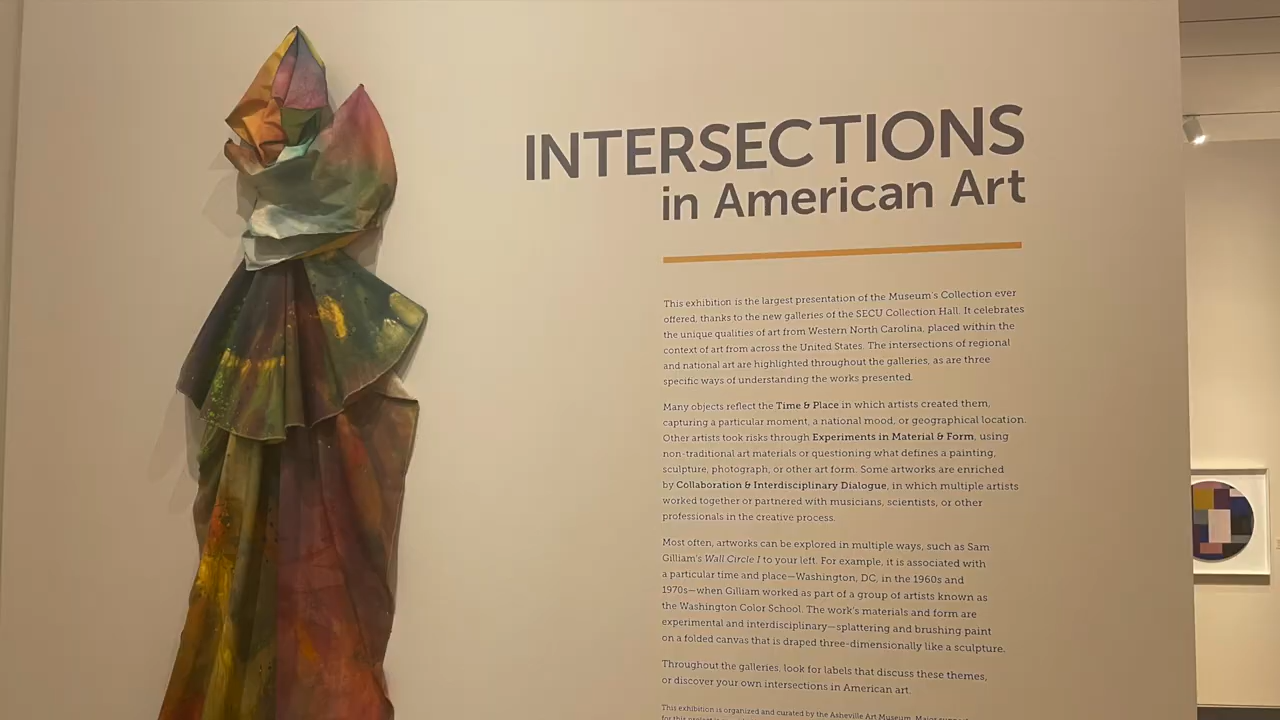 INTERSECTIONS
in American Art
This exhibition is the largest presentation of the Museum's Collection ever
offered, thanks to the new galleries of the SECU Collection Hall. It celebrates
the unique qualities of art from Western North Carolina, placed within the
context of art from across the United States. The intersections of regional
and national art are highlighted throughout the galleries, as are three
specific ways of understanding the works presented.
Many objects reflect the Time & Place in which artists created them,
capturing a particular moment, a national mood, or geographical location.
Other artists took risks through Experiments in Material & Form, using
non-traditional art materials or questioning what defines a painting,
sculpture, photograph, or other art form. Some artworks are enriched
by Collaboration & Interdisciplinary Dialogue, in which multiple artists
worked together or partnered with musicians, scientists, or other
professionals in the creative process.
Most often, artworks can be explored in multiple ways, such as Sam
Gilliam's Wall Circle I to your left. For example, it is associated with
a particular time and place—Washington, DC, in the 1960s and
1970s—when Gilliam worked as part of a group of artists known as
the Washington Color School. The work's materials and form are
experimental and interdisciplinary—splattering and brushing paint
on a folded canvas that is draped three-dimensionally like a sculpture.
Throughout the galleries, look for labels that discuss these themes,
or discover your own intersections in American art.
This exhibition is organized and curated by the Asheville Art Museum. Major
for this project is